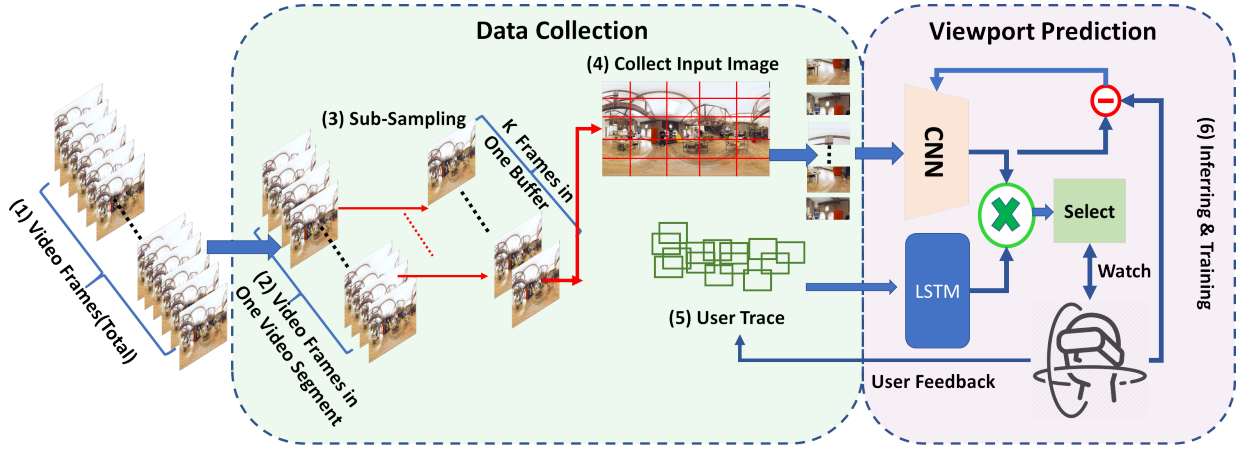 Data Collection
Viewport Prediction
(1) Video Frames(Total)
(2) Video Frames in
One Video Segment
(3) Sub-Sampling
K Frames in
One Buffer
(4) Collect Input Image
(5) User Trace
CNN
LSTM
Select
Watch
User Feedback
(6) Inferring & Training